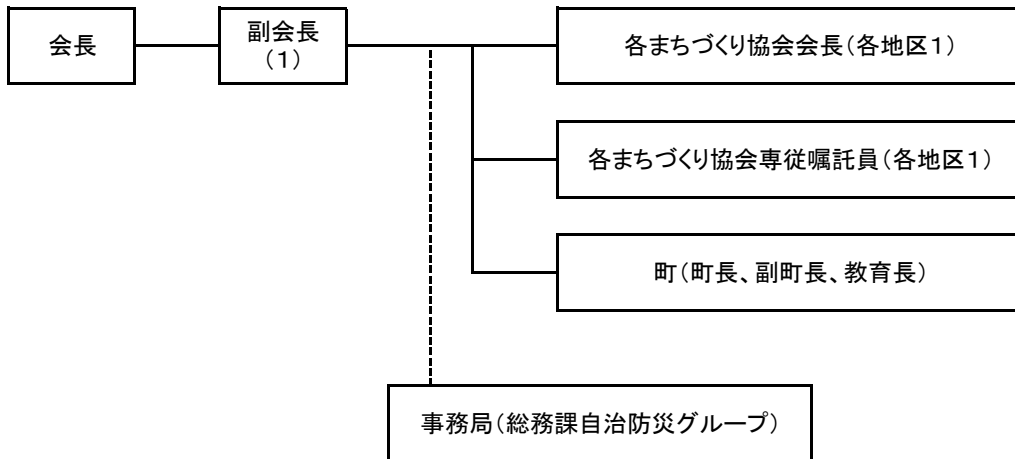 会長
副会長
(1)
各まちづくり協会会長(各地区1)
各まちづくり協会専従嘱託員(各地区1)
町(町長、副町長、教育長)
事務局(総務課自治防災グループ)